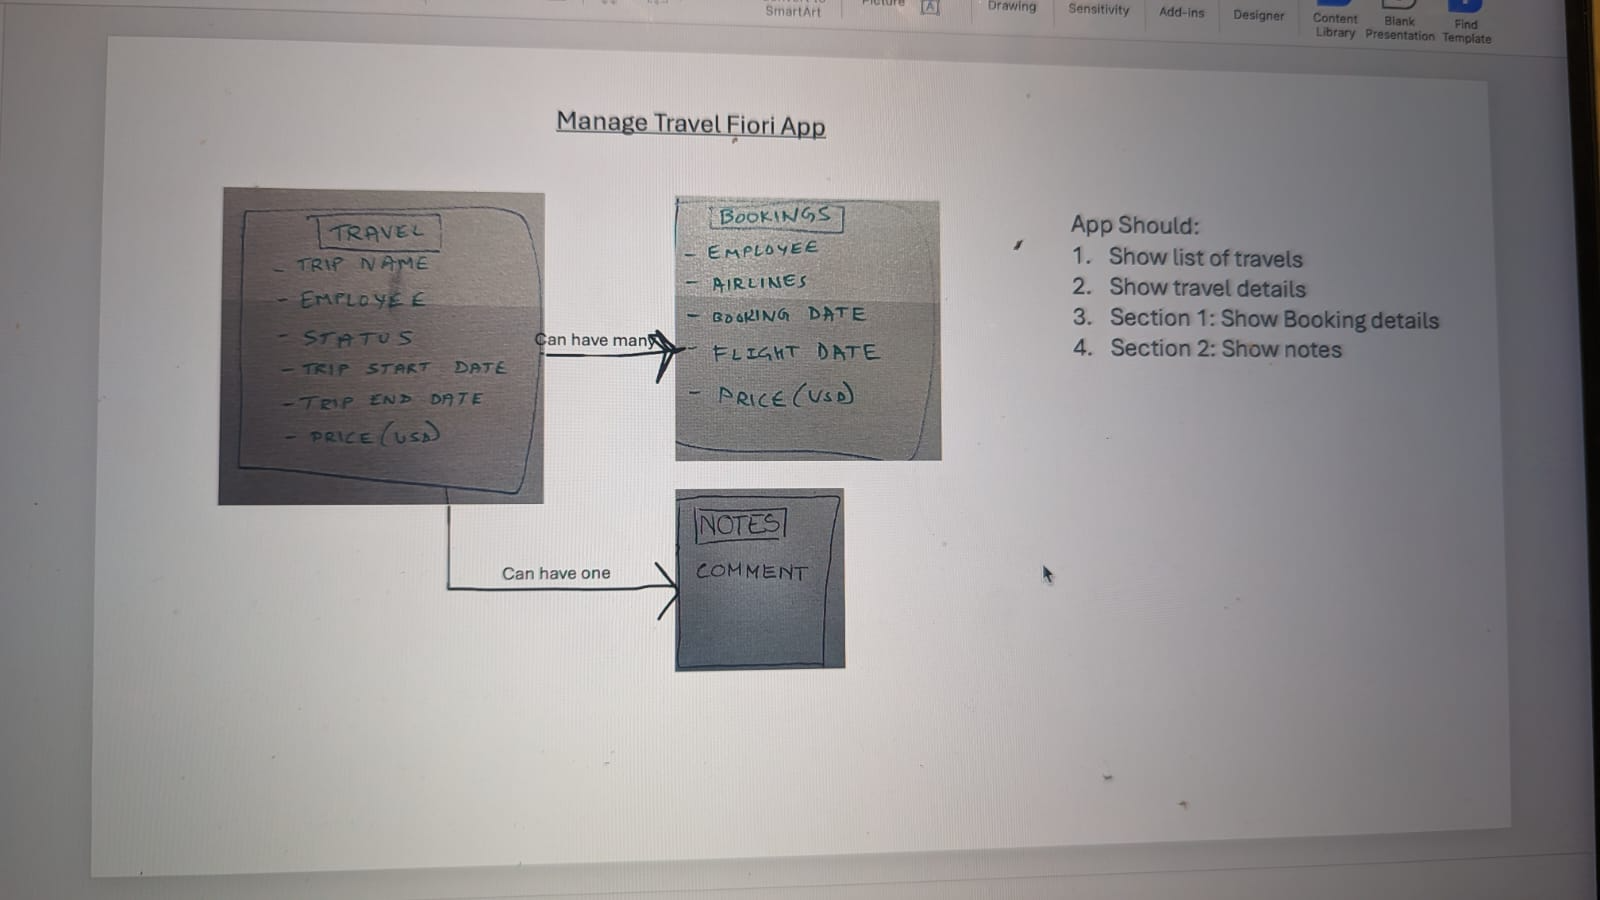 SmartArt
Drawing
Sensitivity
Add-ins
Designer
Content
Library
Blank
Presentation
Find
Template
Manage Travel Fiori App
TRAVEL
- TRIP NAME
- EMPLOYEE
- STATUS
- TRIP START DATE
- TRIP END DATE
- PRICE (USD)
Can have many
BOOKINGS
- EMPLOYEE
- AIRLINES
- BOOKING DATE
- FLIGHT DATE
- PRICE (USD)
Can have one
NOTES
COMMENT
App Should:
1. Show list of travels
2. Show travel details
3. Section 1: Show Booking details
4. Section 2: Show notes